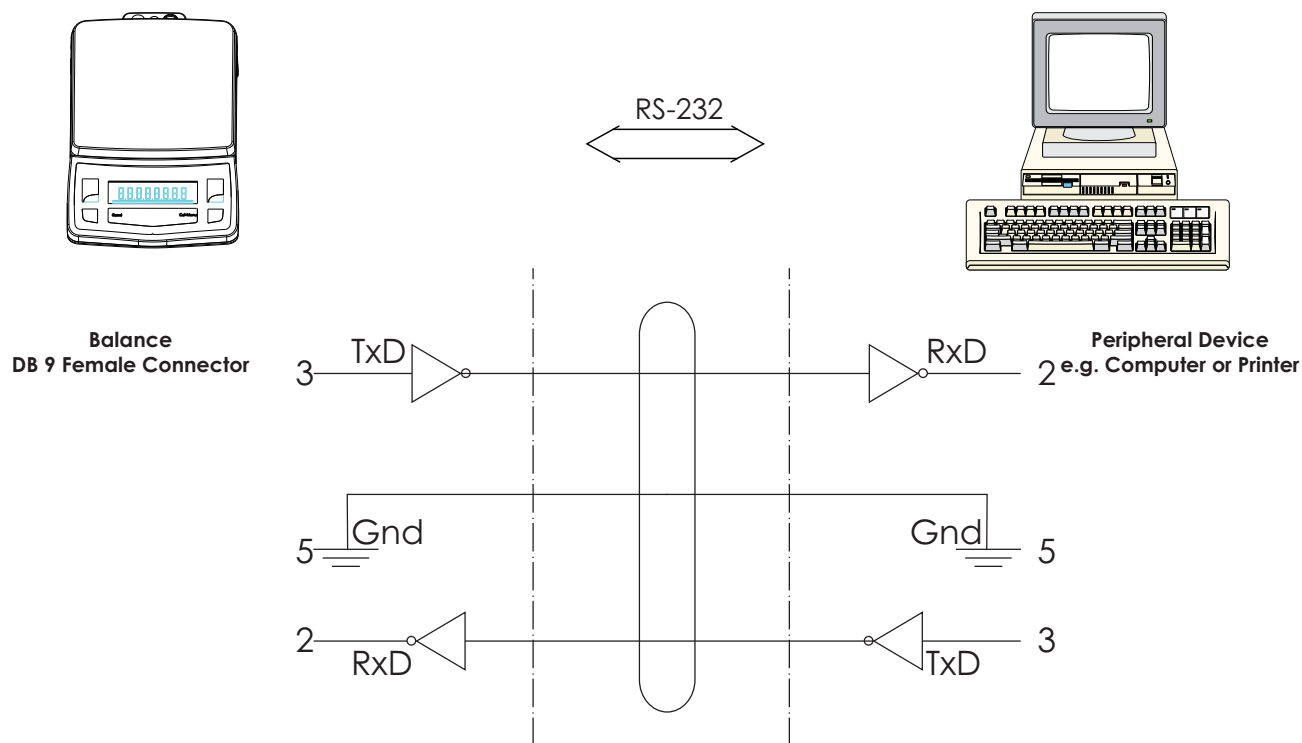 RS-232
88888888
Balance
DB 9 Female Connector
Peripheral Device
e.g. Computer or Printer
3
TxD
RxD
2
5
Gnd
Gnd
5
2
RxD
TxD
3